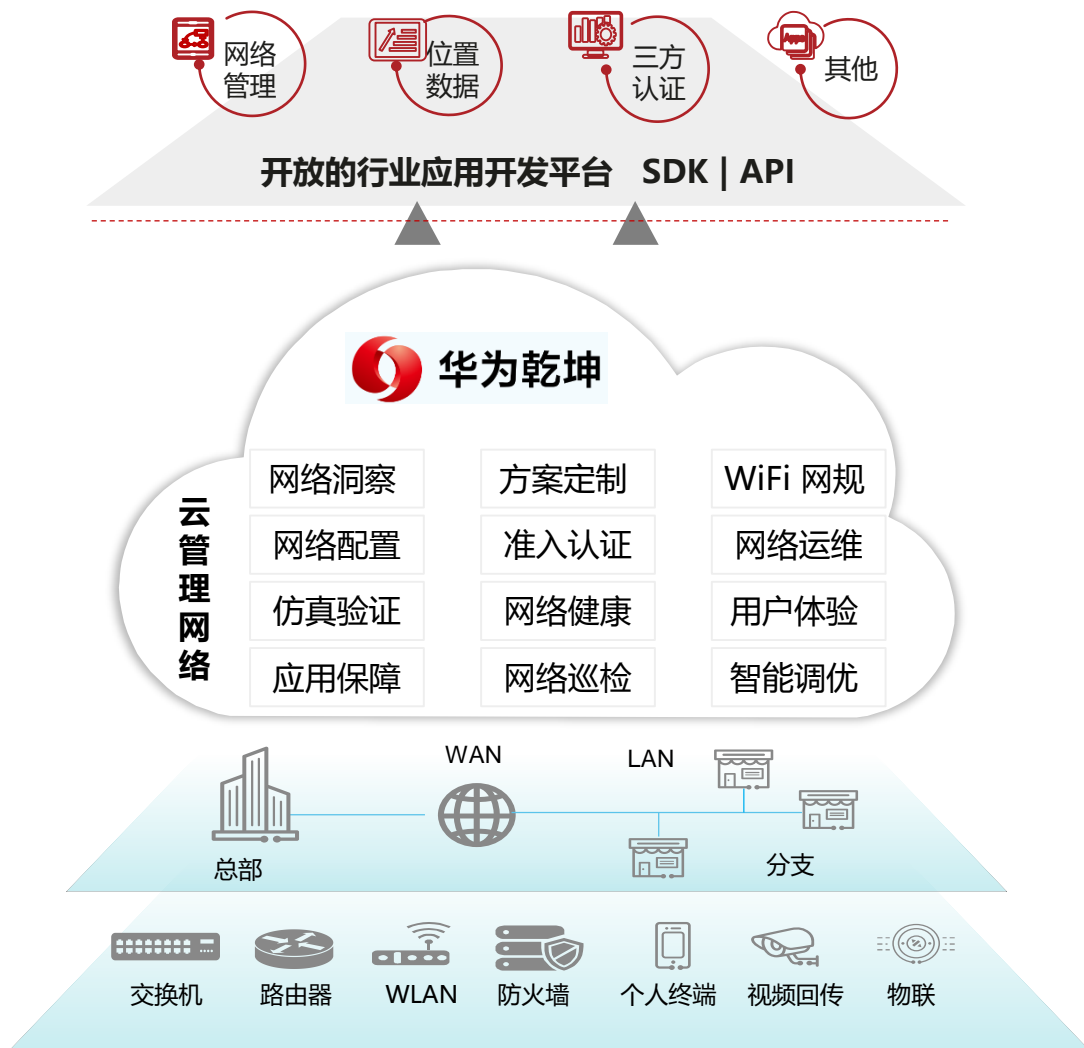 网络
管理
位置
数据
三方
认证
Apps
其他
开放的行业应用开发平台 SDK | API
华为乾坤
云管理网络
网络洞察 方案定制 WiFi 网规
网络配置 准入认证 网络运维
仿真验证 网络健康 用户体验
应用保障 网络巡检 智能调优
WAN LAN
总部 分支
交换机 路由器 WLAN 防火墙 个人终端 视频回传 物联